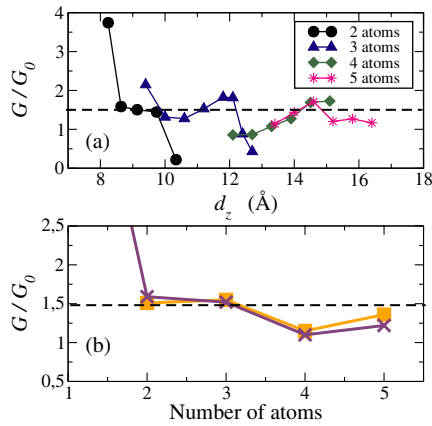 4
3
2
1
0
G/G0
2 atoms
3 atoms
4 atoms
5 atoms
(a)
8 10 12 14 16 18
dz (Å)
2,5
2
1,5
1
0,5
G/G0
(b)
1 2 3 4 5
Number of atoms